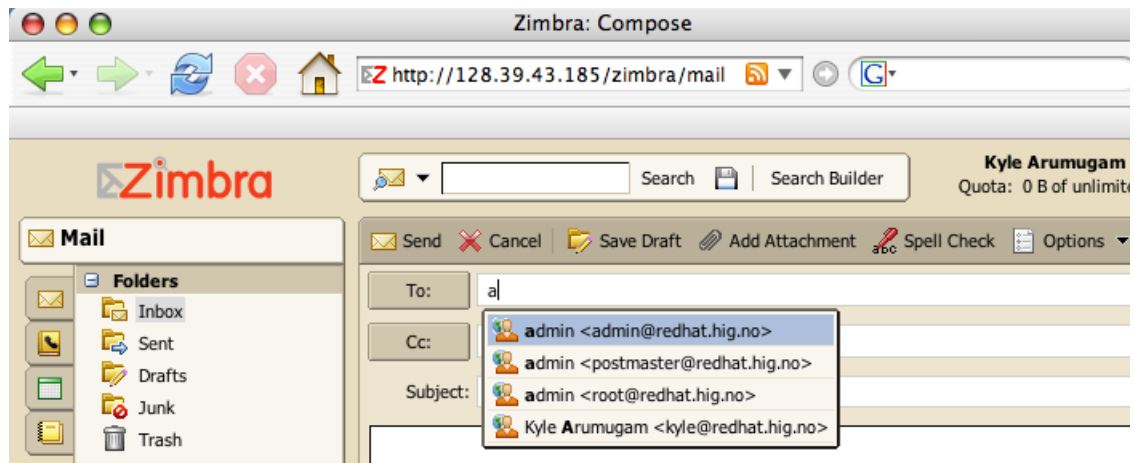 Zimbra: Compose
Z http://128.39.43.185/zimbra/mail G
Zimbra
Search Search Builder
Kyle Arumugam
Quota: 0 B of unlimite
Mail
Send Cancel Save Draft Add Attachment abc Spell Check Options
Folders
Inbox
Sent
Drafts
Junk
Trash
To: a
Cc:
Subject:
admin <admin@redhat.hig.no>
admin <postmaster@redhat.hig.no>
admin <root@redhat.hig.no>
Kyle Arumugam <kyle@redhat.hig.no>